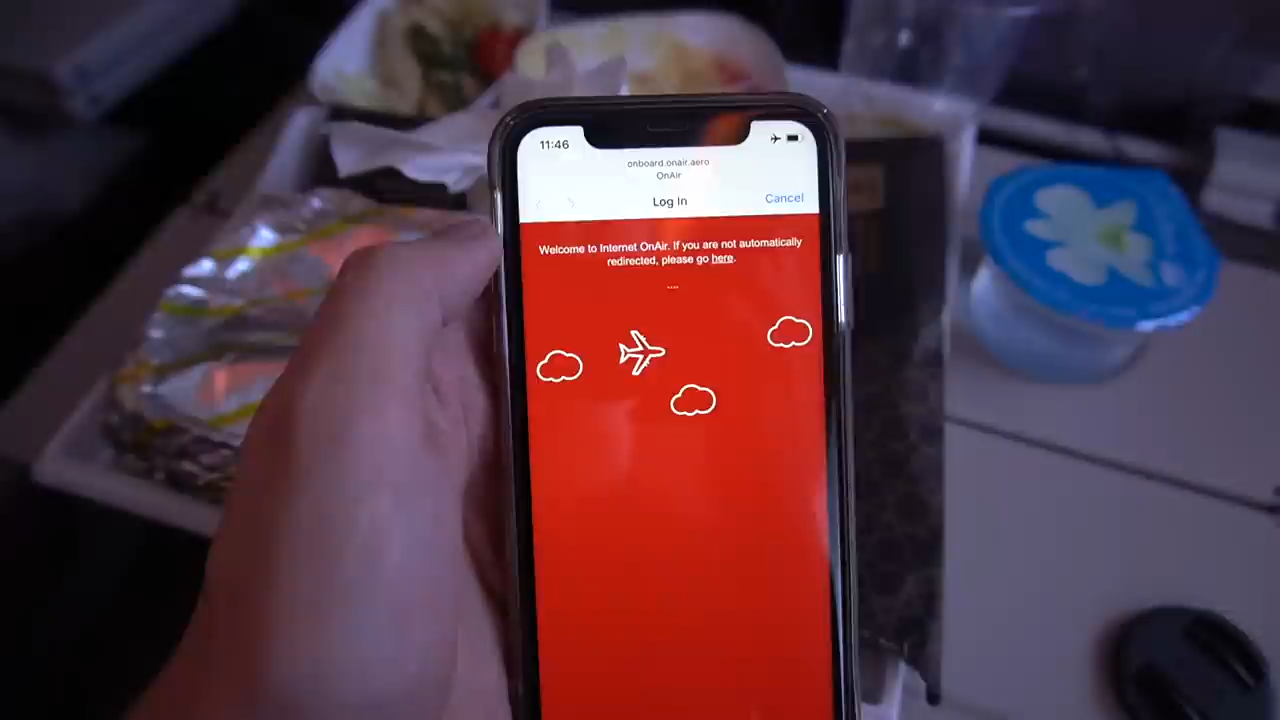 11:46
onboard.onair.aero
OnAir
Log In
Cancel
Welcome to Internet OnAir. If you are not automatically
redirected, please go here.
....